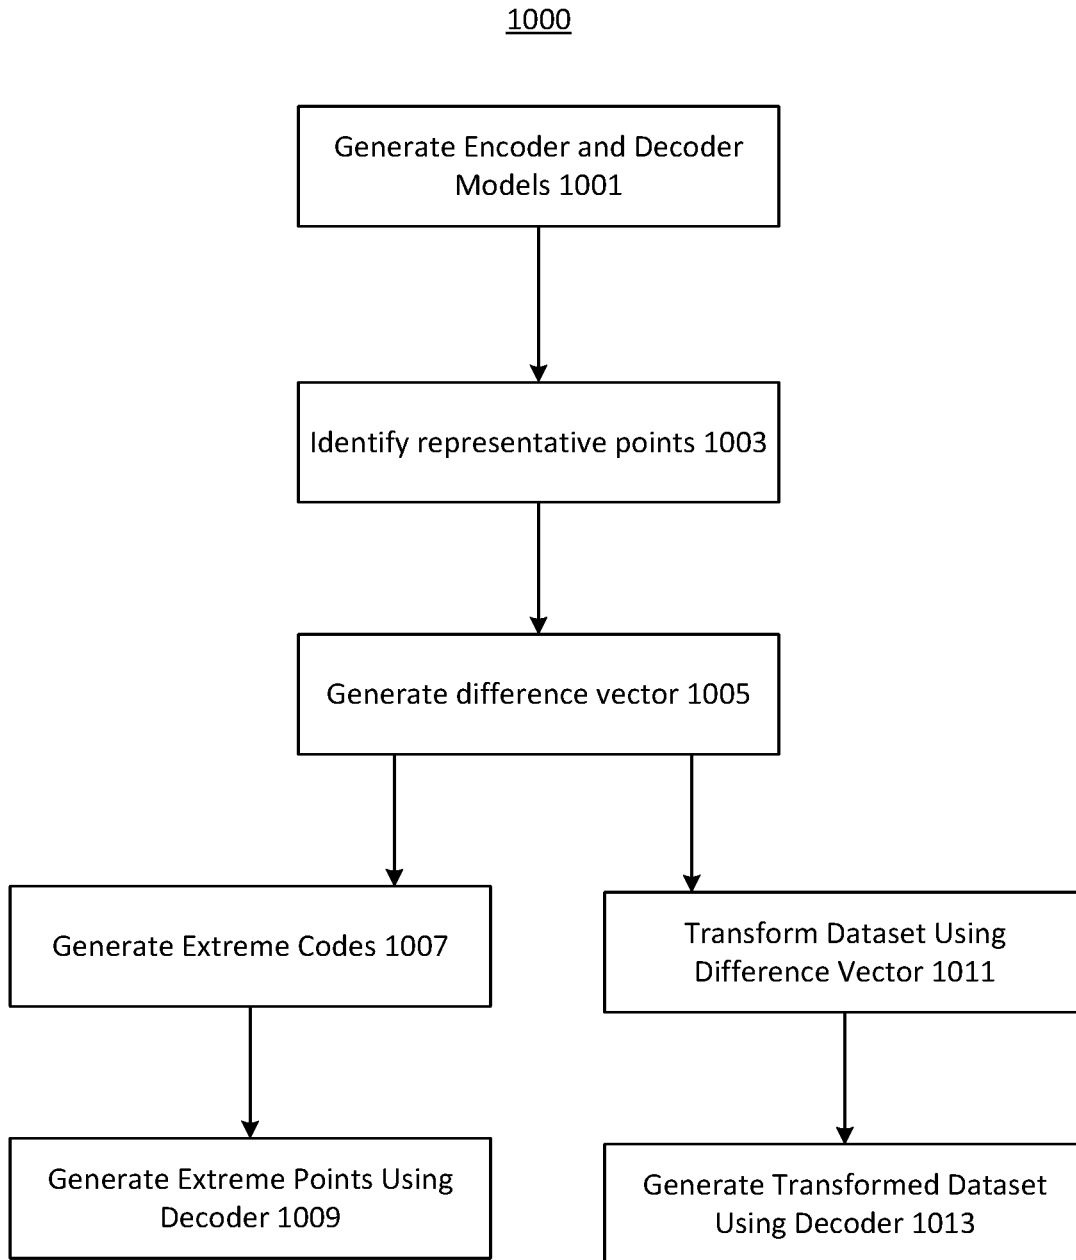 1000
Generate Encoder and Decoder
Models 1001
Identify representative points 1003
Generate difference vector 1005
Generate Extreme Codes 1007
Transform Dataset Using
Difference Vector 1011
Generate Extreme Points Using
Decoder 1009
Generate Transformed Dataset
Using Decoder 1013